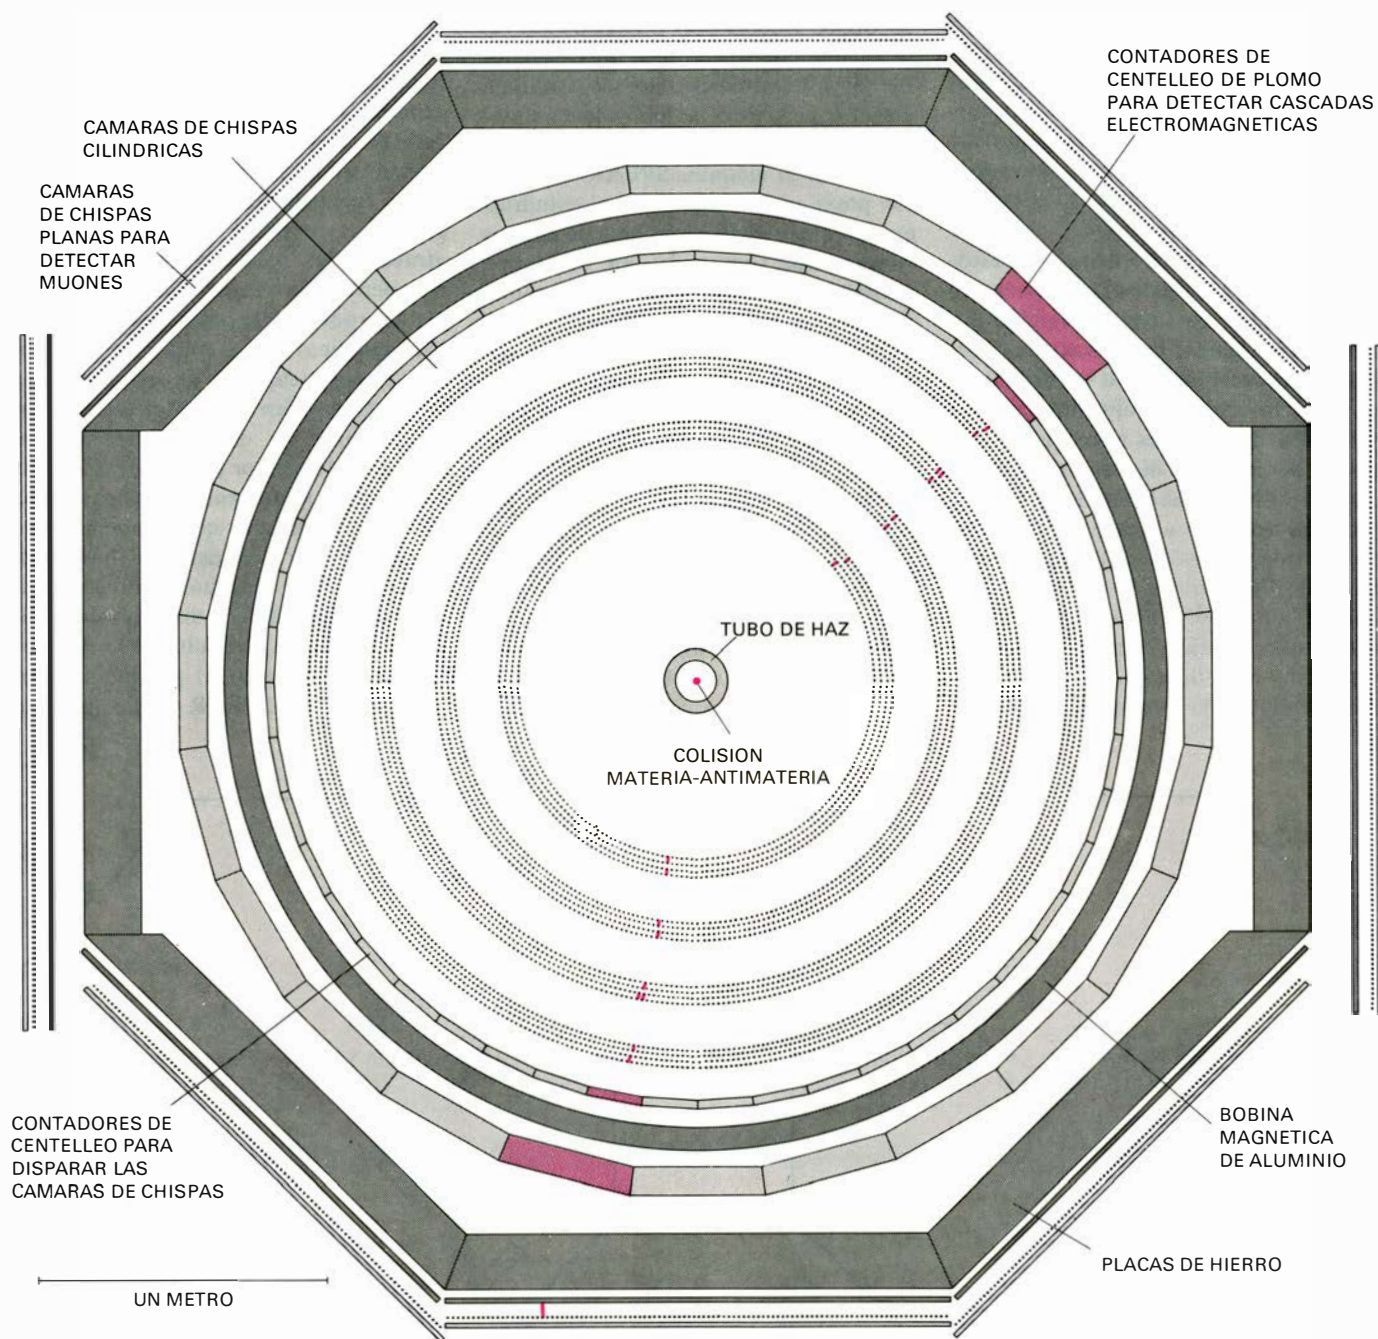 CONTADORES DE
CENTELLEO DE PLOMO
PARA DETECTAR CASCADAS
ELECTROMAGNETICAS
CAMARAS DE CHISPAS
CILINDRICAS
CAMARAS
DE CHISPAS
PLANAS PARA
DETECTAR
MUONES
TUBO DE HAZ
COLISION
MATERIA-ANTIMATERIA
CONTADORES DE
CENTELLEO PARA
DISPARAR LAS
CAMARAS DE CHISPAS
BOBINA
MAGNETICA
DE ALUMINIO
PLACAS DE HIERRO
UN METRO